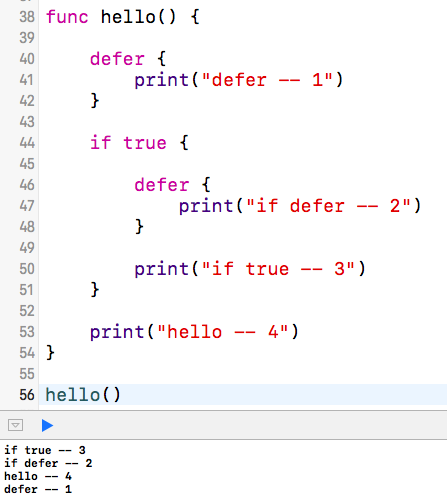 38 func hello() {
39
40     defer {
41         print("defer -- 1")
42     }
43
44     if true {
45
46         defer {
47             print("if defer -- 2")
48         }
49
50         print("if true -- 3")
51     }
52
53     print("hello -- 4")
54 }
55
56 hello()
if true -- 3
if defer -- 2
hello -- 4
defer -- 1